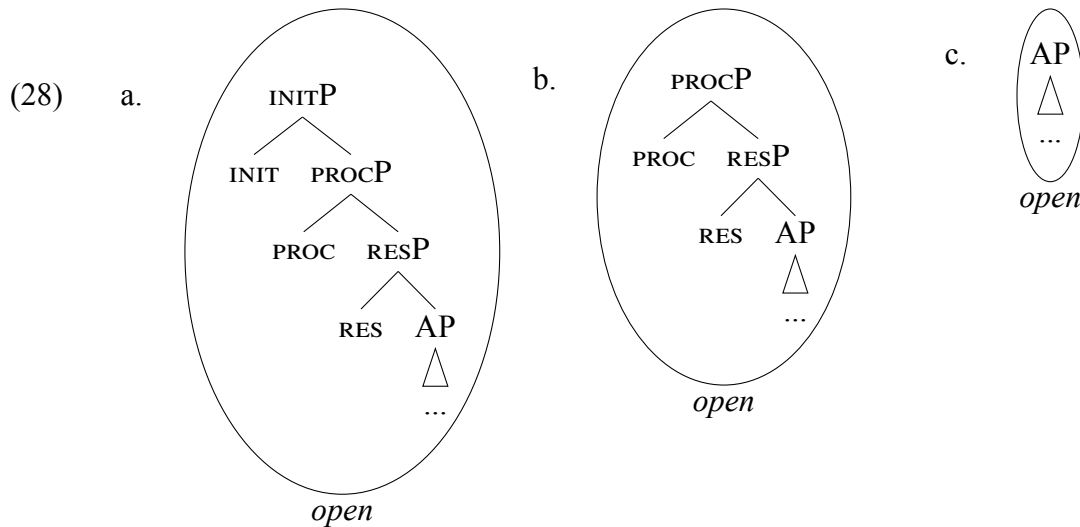 (28) a.
INITP
INIT PROCP
PROC RESP
RES AP
...
open
b.
PROCP
PROC RESP
RES AP
...
open
c.
AP
...
open